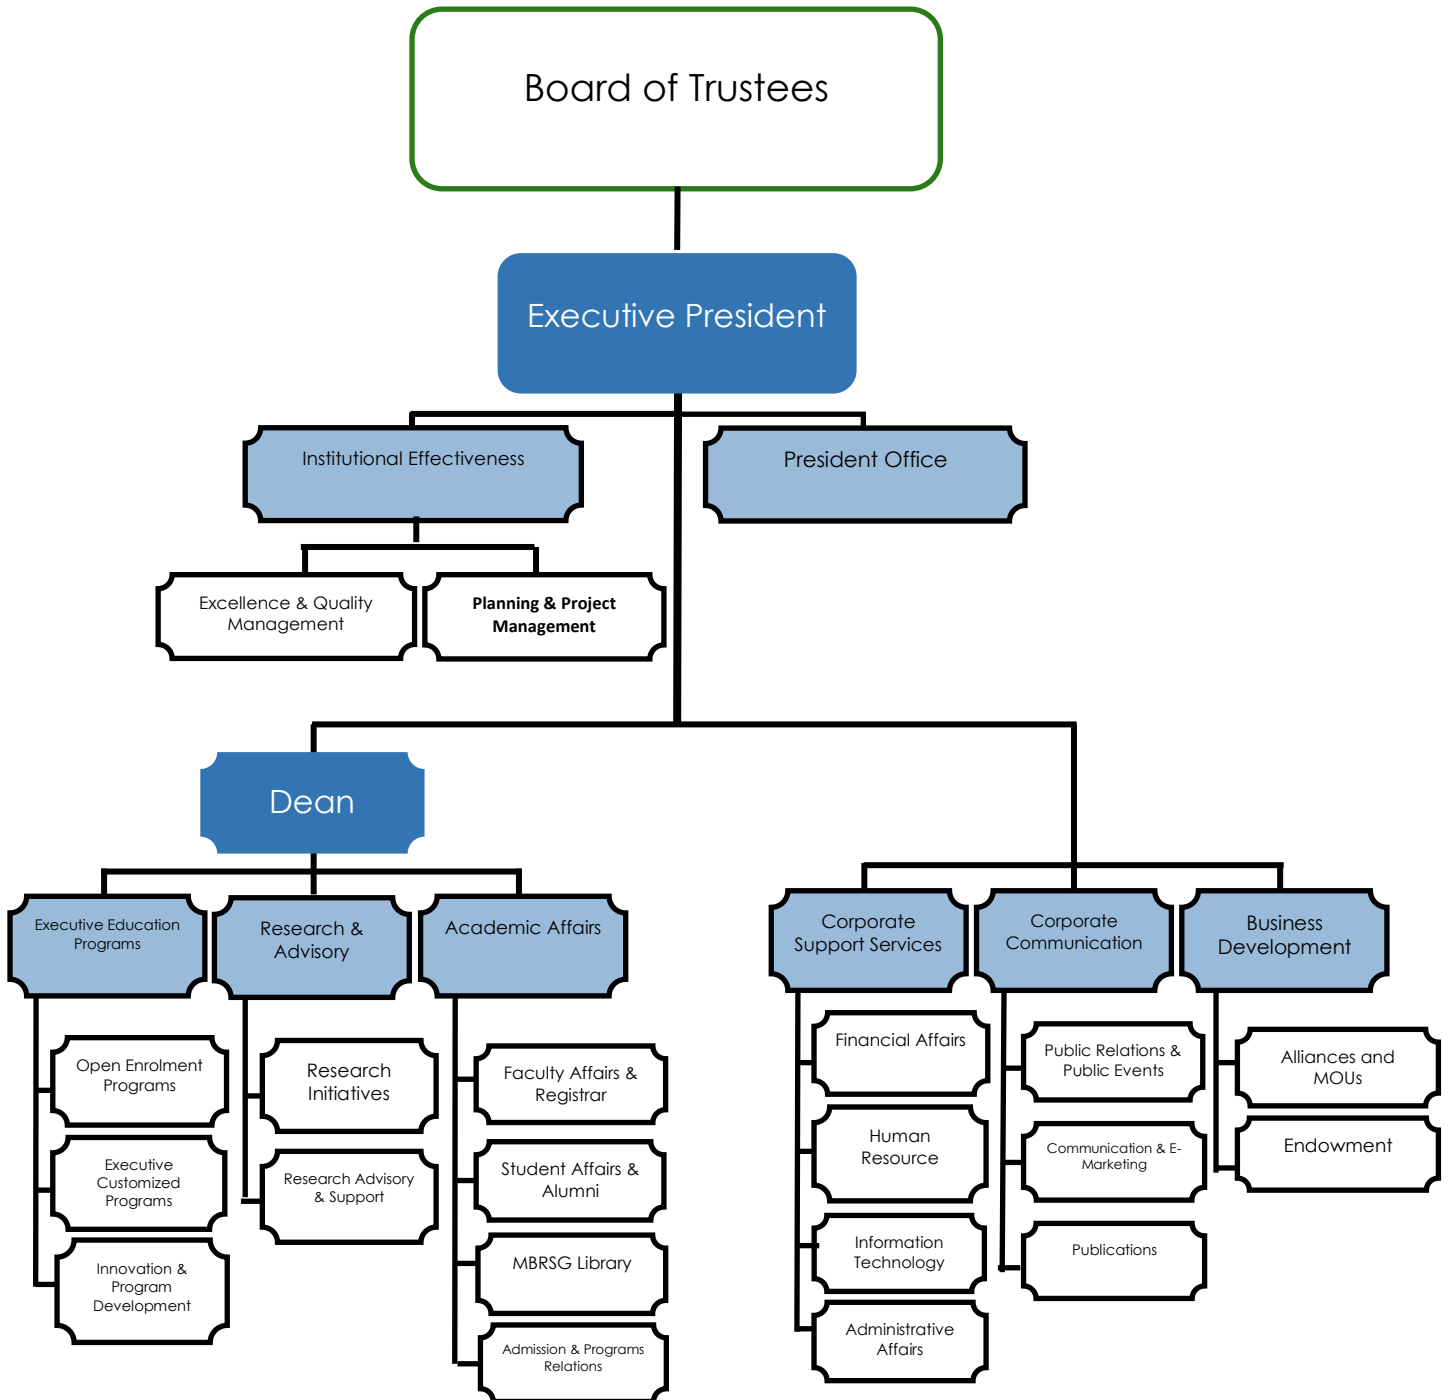 Board of Trustees
Executive President
Institutional Effectiveness
President Office
Excellence & Quality
Management
Planning & Project
Management
Dean
Executive Education
Programs
Research &
Advisory
Academic Affairs
Corporate
Support Services
Corporate
Communication
Business
Development
Open Enrolment
Programs
Executive
Customized
Programs
Innovation &
Program
Development
Research
Initiatives
Research Advisory
& Support
Faculty Affairs &
Registrar
Student Affairs &
Alumni
MBRSG Library
Admission & Programs
Relations
Financial Affairs
Human
Resource
Information
Technology
Administrative
Affairs
Public Relations &
Public Events
Communication & E-
Marketing
Publications
Alliances and
MOUs
Endowment